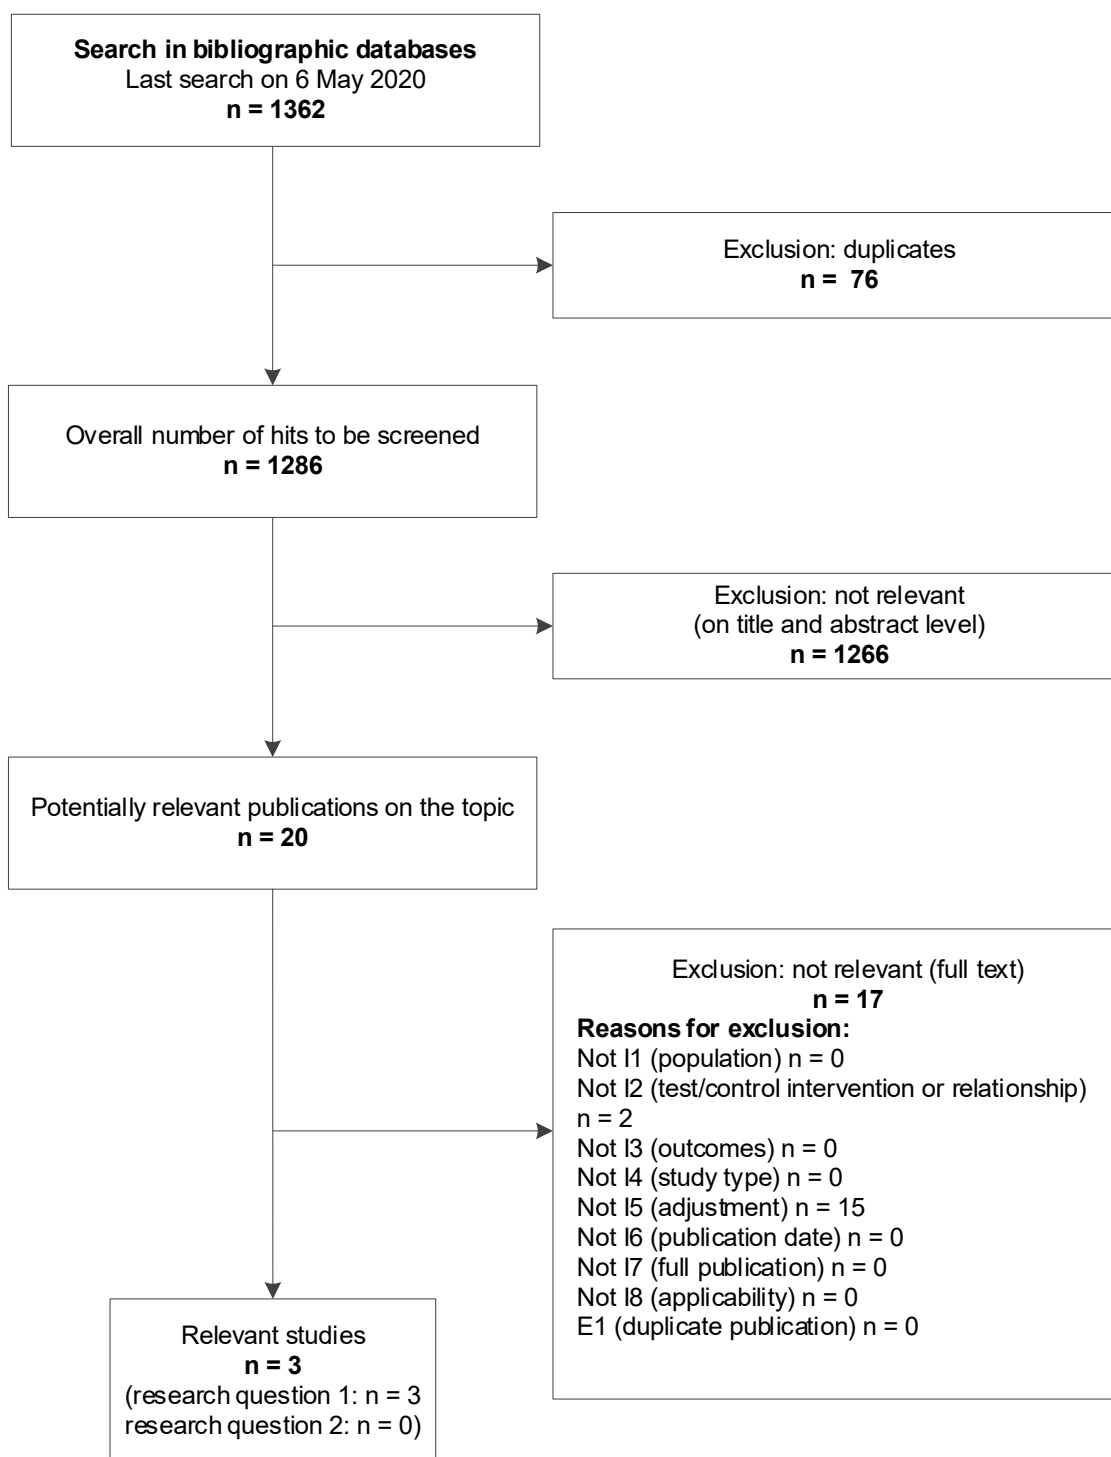 Search in bibliographic databases
Last search on 6 May 2020
n = 1362
Exclusion: duplicates
n = 76
Overall number of hits to be screened
n = 1286
Exclusion: not relevant
(on title and abstract level)
n = 1266
Potentially relevant publications on the topic
n = 20
Exclusion: not relevant (full text)
n = 17
Reasons for exclusion:
Not I1 (population) n = 0
Not I2 (test/control intervention or relationship)
n = 2
Not I3 (outcomes) n = 0
Not I4 (study type) n = 0
Not I5 (adjustment) n = 15
Not I6 (publication date) n = 0
Not I7 (full publication) n = 0
Not I8 (applicability) n = 0
E1 (duplicate publication) n = 0
Relevant studies
n = 3
(research question 1: n = 3
research question 2: n = 0)